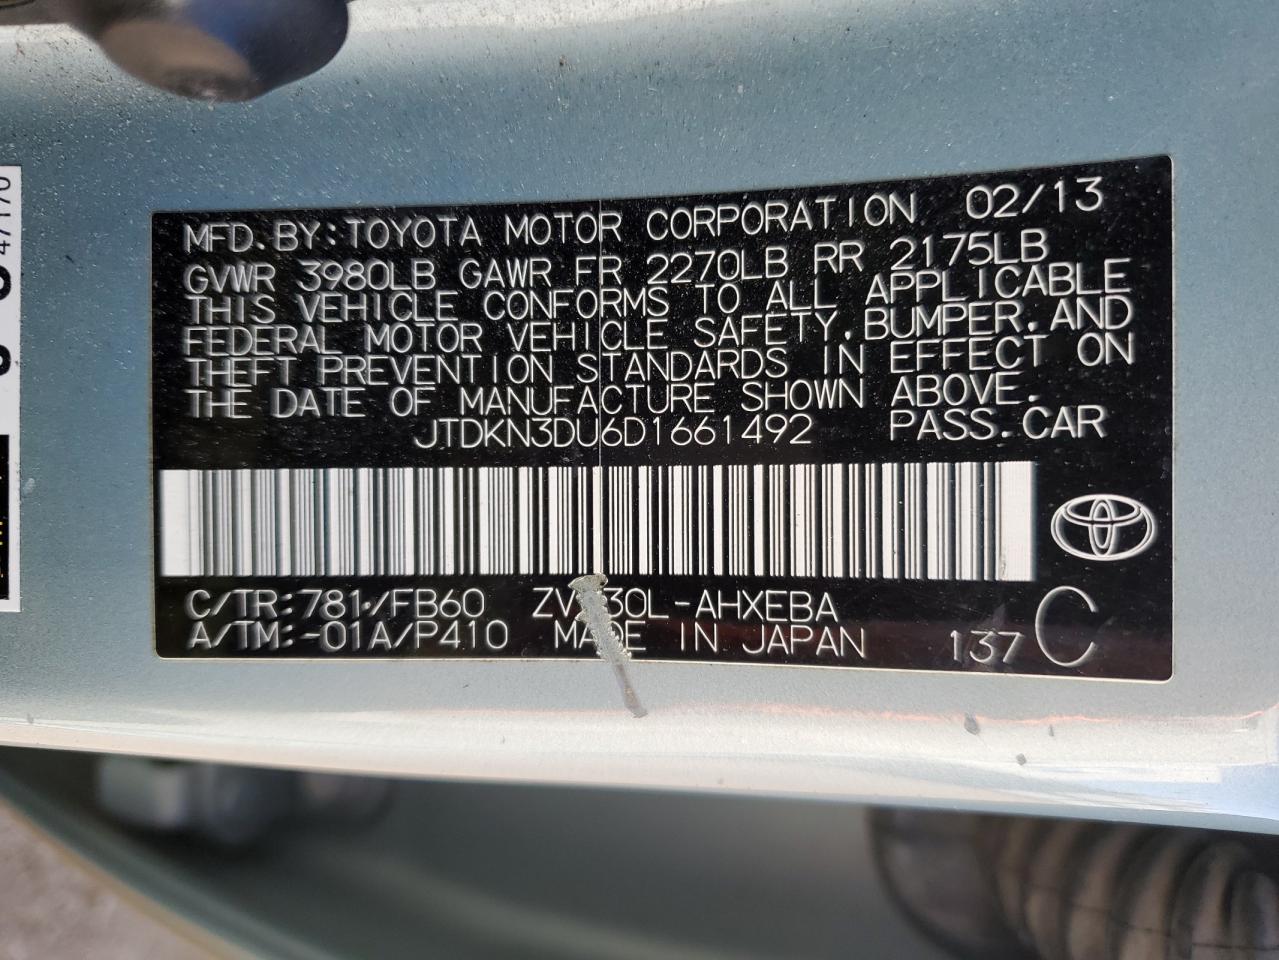 MFD. BY: TOYOTA MOTOR CORPORATION 02/13
GVWR 3980LB GAWR FR 2270LB RR 2175LB
THIS VEHICLE CONFORMS TO ALL APPLICABLE
FEDERAL MOTOR VEHICLE SAFETY, BUMPER, AND
THEFT PREVENTION STANDARDS IN EFFECT ON
THE DATE OF MANUFACTURE SHOWN ABOVE.
JTDKN3DU6D1661492 PASS. CAR
C/TR: 781/FB60
A/TM: -01A/P410 MADE IN JAPAN 137 C
47170